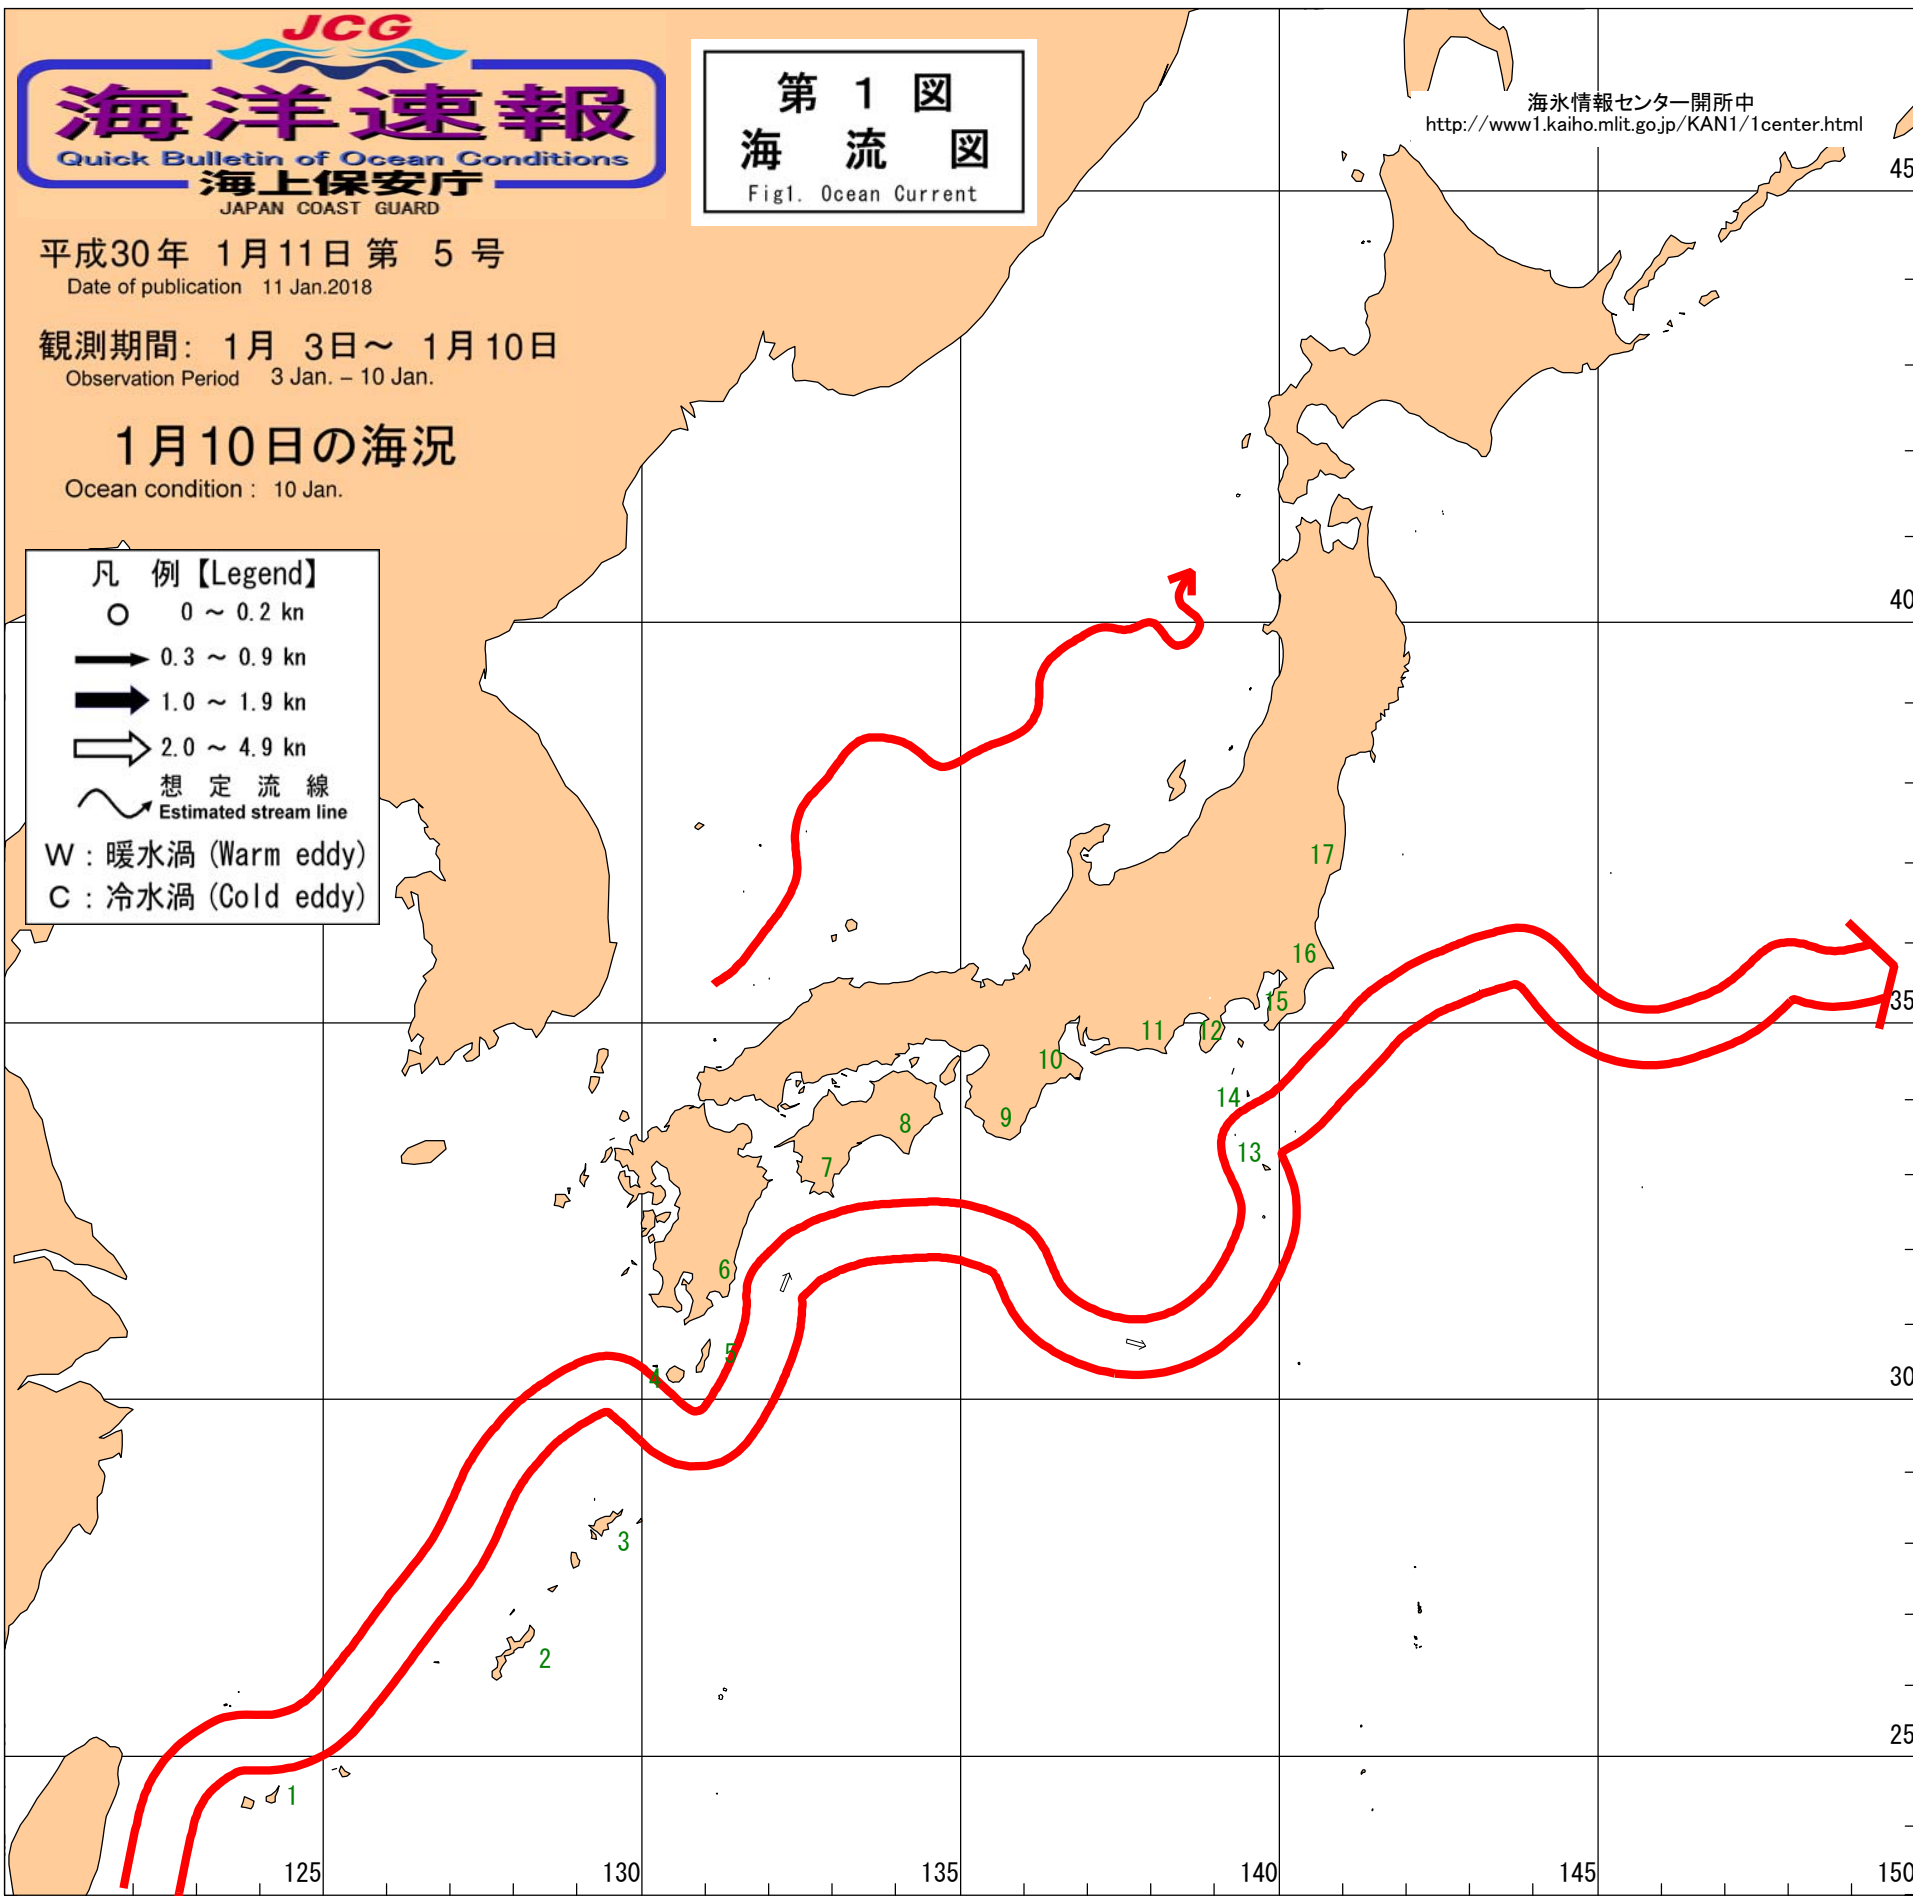 JCG
海洋速報
Quick Bulletin of Ocean Conditions
海上保安庁
JAPAN COAST GUARD
第 1 図
海 流 図
Fig1. Ocean Current
海氷情報センター開所中
http://www1.kaiho.mlit.go.jp/KAN1/1center.html
平成30年 1月11日 第 5 号
Date of publication 11 Jan.2018
観測期間: 1月 3日～ 1月10日
Observation Period 3 Jan. – 10 Jan.
1月10日の海況
Ocean condition : 10 Jan.
凡 例【Legend】
0 ～ 0.2 kn
0.3 ～ 0.9 kn
1.0 ～ 1.9 kn
2.0 ～ 4.9 kn
想 定 流 線
Estimated stream line
W : 暖水渦 (Warm eddy)
C : 冷水渦 (Cold eddy)
45
40
17
16
35
15
11
12
10
14
9
8
13
7
6
5
4
30
3
2
25
1
125
130
135
140
145
150